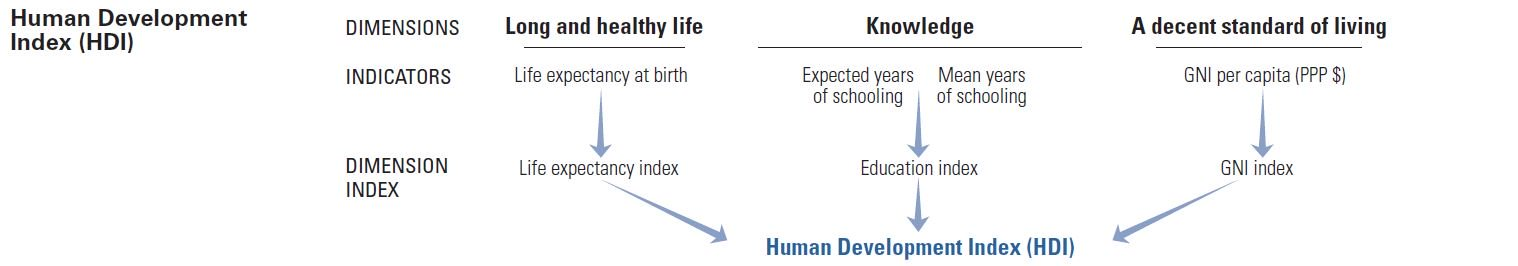 Human Development
Index (HDI)
DIMENSIONS
Long and healthy life
Knowledge
A decent standard of living
INDICATORS
Life expectancy at birth
Expected years
of schooling
Mean years
of schooling
GNI per capita (PPP $)
DIMENSION
INDEX
Life expectancy index
Education index
GNI index
Human Development Index (HDI)